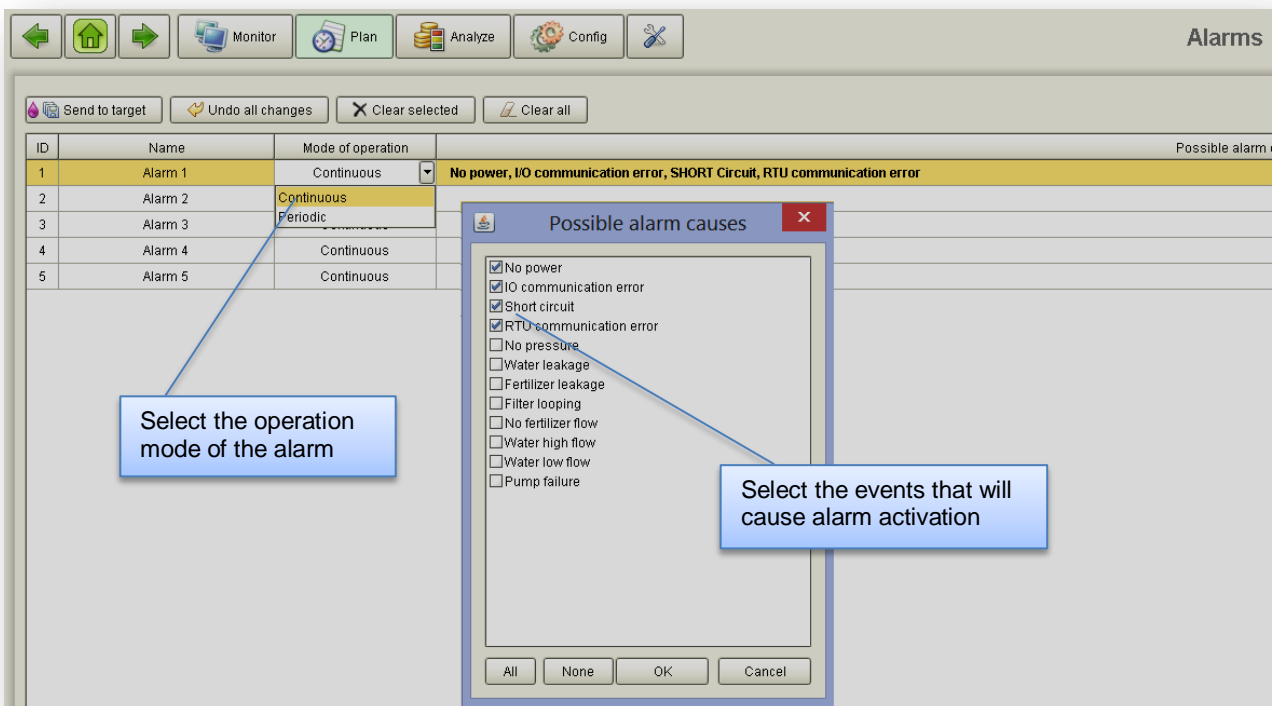 Monitor Plan Analyze Config Alarms
Send to target Undo all changes Clear selected Clear all
ID Name Mode of operation Possible alarm
1 Alarm 1 Continuous No power, I/O communication error, SHORT Circuit, RTU communication error
2 Alarm 2 Continuous
Periodic
3 Alarm 3
4 Alarm 4 Continuous
5 Alarm 5 Continuous
Possible alarm causes
No power
IO communication error
Short circuit
RTU communication error
No pressure
Water leakage
Fertilizer leakage
Filter looping
No fertilizer flow
Water high flow
Water low flow
Pump failure
Select the operation
mode of the alarm
Select the events that will
cause alarm activation
All None OK Cancel